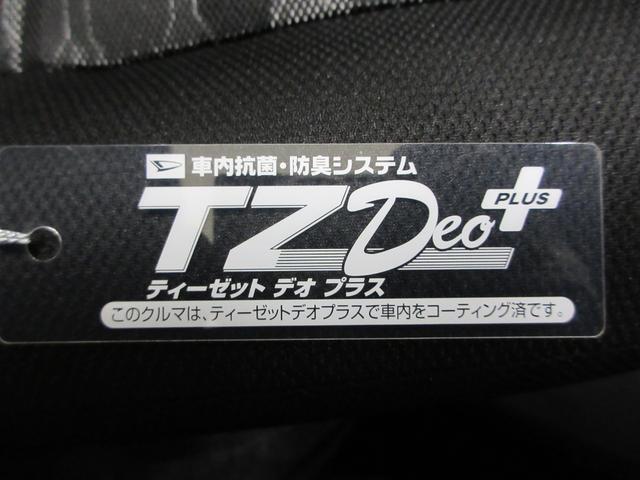 車内抗菌・防臭システム
TZ Deo PLUS
ティーゼット デオ プラス
このクルマは、ティーゼットデオプラスで車内をコーティング済です。